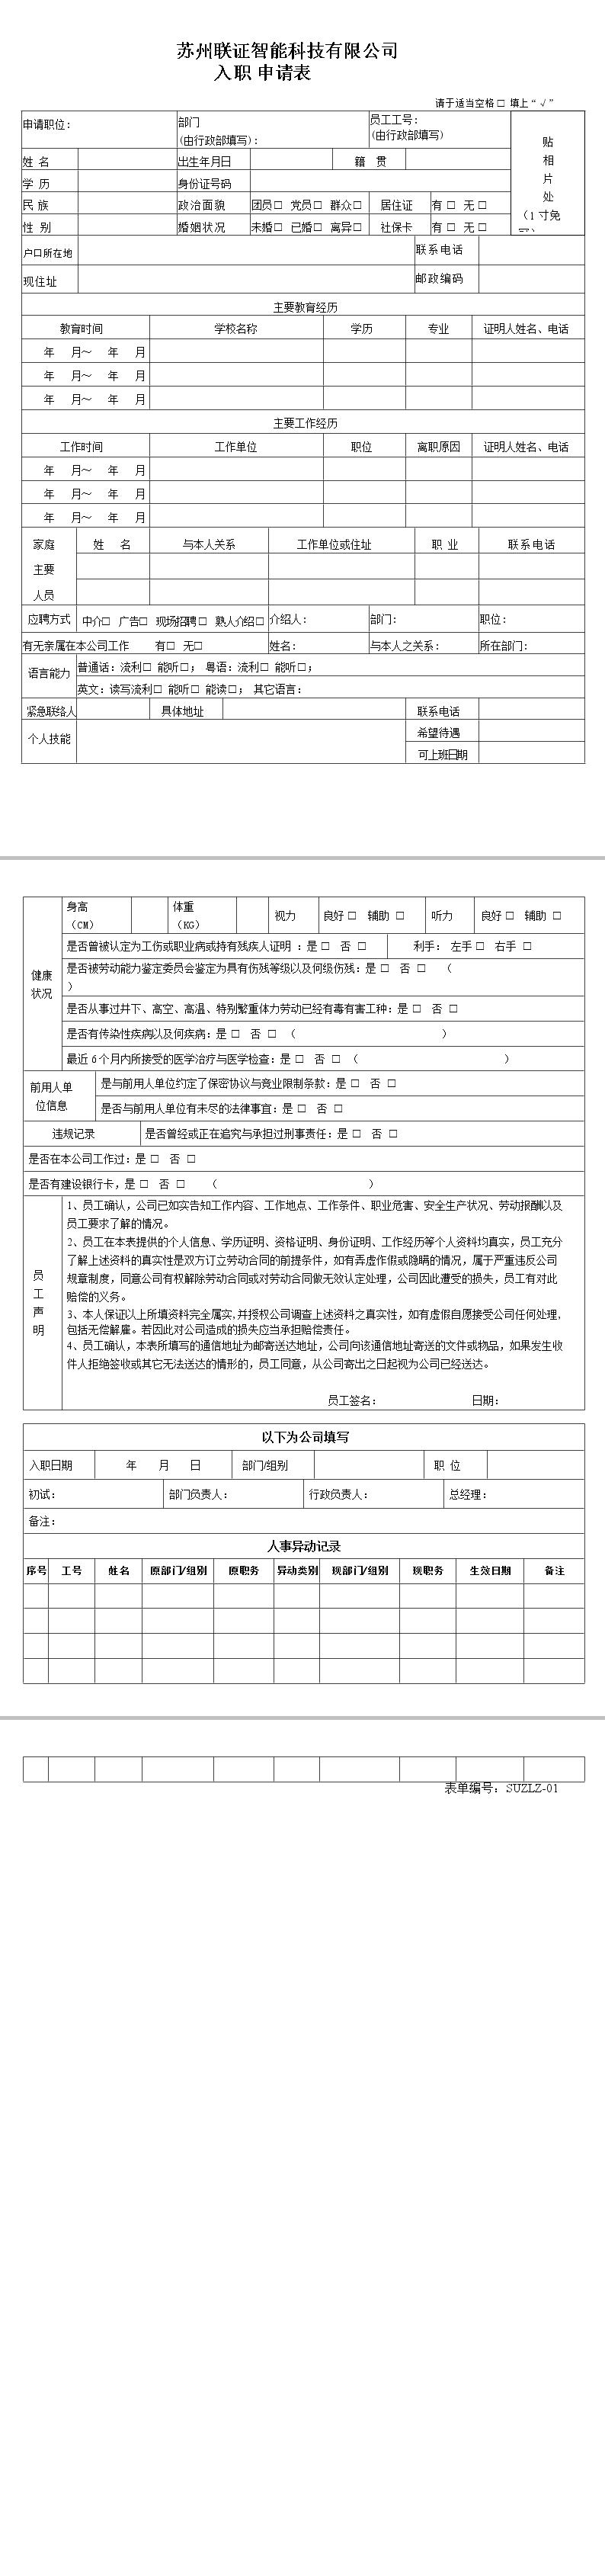 苏州联证智能科技有限公司
入职 申请表
请于适当空格 □ 填上“ √ ”
申请职位: 部门 (由行政部填写): 员工工号: (由行政部填写) 贴
姓 名 出生年月日 籍 贯 相
学 历 身份证号码 片
民 族 政治面貌 团员□ 党员□ 群众□ 居住证 有 □ 无 □ 处
性 别 婚姻状况 未婚□ 已婚□ 离异□ 社保卡 有 □ 无 □ (1 寸免
户口所在地 联系电话
现住址 邮政编码
主要教育经历
教育时间 学校名称 学历 专业 证明人姓名、电话
年 月～ 年 月
年 月～ 年 月
年 月～ 年 月
主要工作经历
工作时间 工作单位 职位 离职原因 证明人姓名、电话
年 月～ 年 月
年 月～ 年 月
年 月～ 年 月
家庭 姓 名 与本人关系 工作单位或住址 职 业 联系电话
主要
人员
应聘方式 中介□ 广告□ 现场招聘□ 熟人介绍□ 介绍人: 部门: 职位:
有无亲属在本公司工作 有□ 无□ 姓名: 与本人之关系: 所在部门:
语言能力 普通话: 流利□ 能听□; 粤语: 流利□ 能听□;
英文: 读写流利□ 能听□ 能读□; 其它语言:
紧急联络人 具体地址 联系电话
个人技能 希望待遇
可上班日期
身高 (CM) 体重 (KG) 视力 良好 □ 辅助 □ 听力 良好 □ 辅助 □
健康状况
是否曾被认定为工伤或职业病或持有残疾人证明 : 是 □ 否 □ 利手: 左手 □ 右手 □
是否被劳动能力鉴定委员会鉴定为具有伤残等级以及何级伤残: 是 □ 否 □ (
)
是否从事过井下、高空、高温、特别繁重体力劳动已经有毒有害工种: 是 □ 否 □
是否有传染性疾病以及何疾病: 是 □ 否 □ ( )
最近 6 个月内所接受的医学治疗与医学检查: 是 □ 否 □ ( )
前用人单位信息
是与前用人单位约定了保密协议与竞业限制条款: 是 □ 否 □
是否与前用人单位有未尽的法律事宜: 是 □ 否 □
违规记录 是否曾经或正在追究与承担过刑事责任: 是 □ 否 □
是否在本公司工作过: 是 □ 否 □
是否有建设银行卡, 是 □ 否 □ ( )
员工声明
1、员工确认, 公司已如实告知工作内容、工作地点、工作条件、职业危害、安全生产状况、劳动报酬以及
员工要求了解的情况。
2、员工在本表提供的个人信息、学历证明、资格证明、身份证明、工作经历等个人资料均真实, 员工充分
了解上述资料的真实性是双方订立劳动合同的前提条件, 如有弄虚作假或隐瞒的情况, 属于严重违反公司
规章制度, 同意公司有权解除劳动合同或对劳动合同做无效认定处理, 公司因此遭受的损失, 员工有对此
赔偿的义务。
3、本人保证以上所填资料完全属实,并授权公司调查上述资料之真实性, 如有虚假自愿接受公司任何处理,
包括无偿解雇。若因此对公司造成的损失应当承担赔偿责任。
4、员工确认, 本表所填写的通信地址为邮寄送达地址, 公司向该通信地址寄送的文件或物品, 如果发生收
件人拒绝签收或其它无法送达的情形的, 员工同意, 从公司寄出之日起视为公司已经送达。
员工签名: 日期:
以下为公司填写
入职日期 年 月 日 部门/组别 职 位
初试: 部门负责人: 行政负责人: 总经理:
备注:
人事异动记录
序号 工号 姓名 原部门/组别 原职务 异动类别 现部门/组别 现职务 生效日期 备注
表单编号: SUZLZ-01